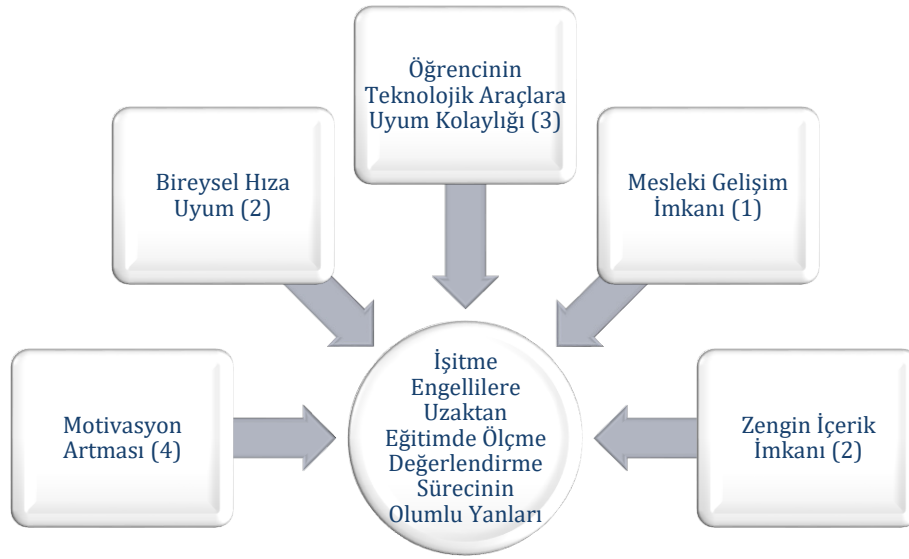 Öğrencinin
Teknolojik Araçlara
Uyum Kolaylığı (3)
Bireysel Hıza
Uyum (2)
Mesleki Gelişim
İmkanı (1)
Motivasyon
Artması (4)
İşitme
Engellilere
Uzaktan
Eğitimde Ölçme
Değerlendirme
Sürecinin
Olumlu Yanları
Zengin İçerik
İmkanı (2)